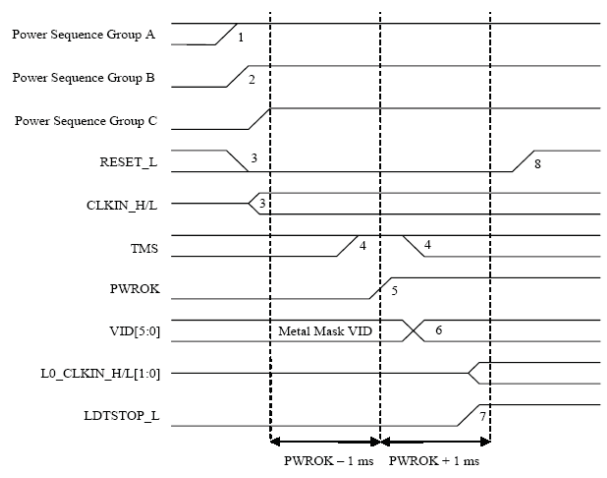 Power Sequence Group A
1
Power Sequence Group B
2
Power Sequence Group C
RESET_L
3
8
CLKIN_H/L
3
TMS
4
4
PWROK
5
VID[5:0]
Metal Mask VID
6
L0_CLKIN_H/L[1:0]
LDTSTOP_L
7
PWROK – 1 ms
PWROK + 1 ms